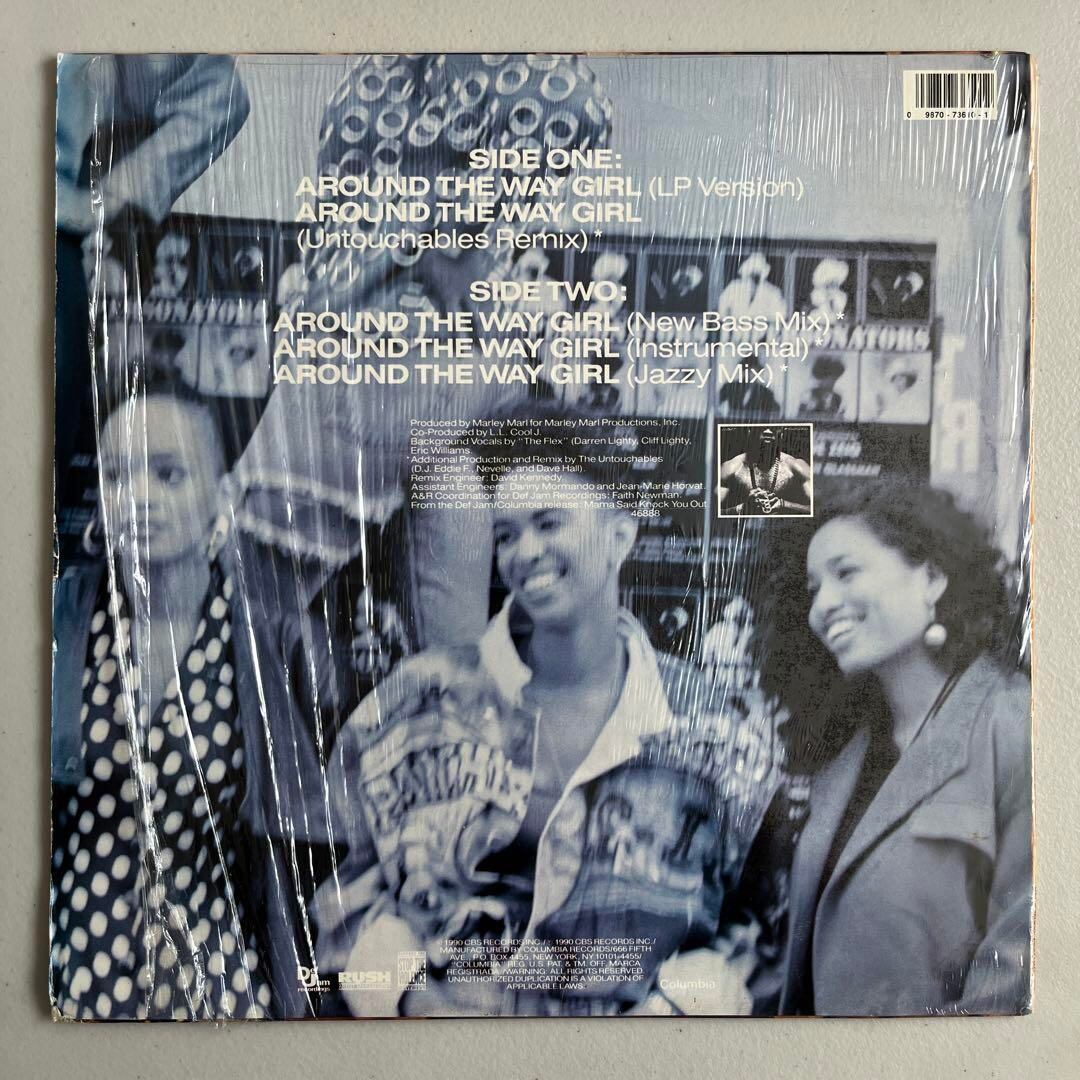 0 9870-73610-1
SIDE ONE:
AROUND THE WAY GIRL (LP Version)
AROUND THE WAY GIRL
(Untouchables Remix)*
SIDE TWO:
AROUND THE WAY GIRL (New Bass Mix)*
AROUND THE WAY GIRL (Instrumental)*
AROUND THE WAY GIRL (Jazzy Mix)*
Produced by Marley Marl for Marley Marl Productions, Inc.
Co-Produced by L.L. Cool J.
Background Vocals by "The Flex" (Darren Lighty, Cliff Lighty,
Eric Williams.
*Additional Production and Remix by The Untouchables
(D.J. Eddie F., Nevelle, and Dave Hall).
Remix Engineer: David Kennedy.
Assistant Engineers: Danny Mormando and Jean-Marie Horvat.
A&R Coordination for Def Jam Recordings: Faith Newman.
From the Def Jam/Columbia release: Mama Said Knock You Out
46888
© 1990 CBS RECORDS INC./℗ 1990 CBS RECORDS INC./
MANUFACTURED BY COLUMBIA RECORDS/666 FIFTH
AVE., P.O. BOX 4455, NEW YORK, NY 10101-4455/
"COLUMBIA" REG. U.S. PAT. & TM. OFF. MARCA
REGISTRADA/WARNING: ALL RIGHTS RESERVED.
UNAUTHORIZED DUPLICATION IS A VIOLATION OF
APPLICABLE LAWS.
Def Jam
recordings
RUSH
Columbia